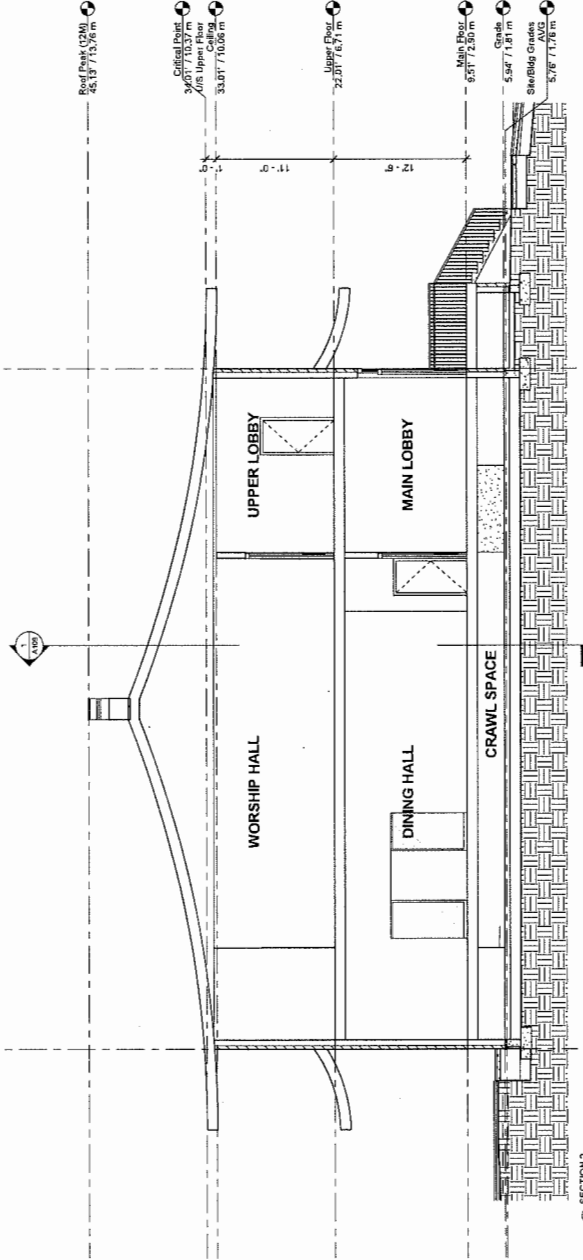 Roof Peak (12M)
45.13' / 13.76 m
Critical Point
34.01' / 10.37 m
U/S Upper Floor
Ceiling
33.01' / 10.06 m
Upper Floor
22.01' / 6.71 m
Main Floor
9.51' / 2.90 m
Grade
5.94' / 1.81 m
Site/Bldg Grades
AVG
5.76' / 1.76 m
1' - 0"
11' - 0"
12' - 6"
1
A109
UPPER LOBBY
WORSHIP HALL
MAIN LOBBY
DINING HALL
CRAWL SPACE
SECTION 2